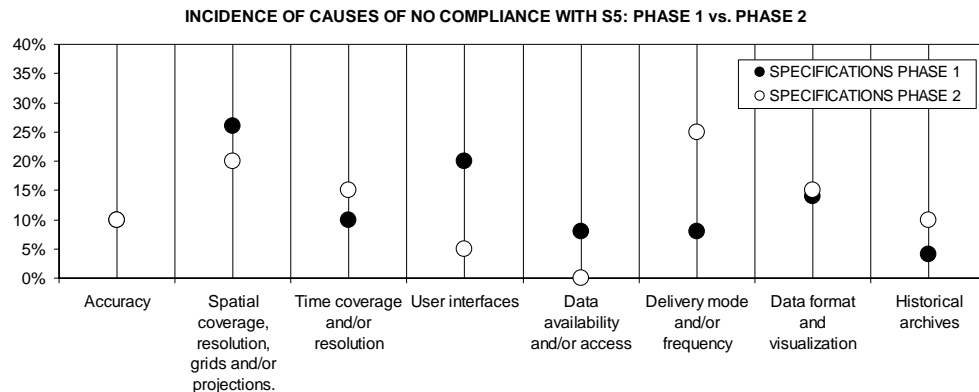 INCIDENCE OF CAUSES OF NO COMPLIANCE WITH S5: PHASE 1 vs. PHASE 2
40%
35%
30%
25%
20%
15%
10%
5%
0%
SPECIFICATIONS PHASE 1
SPECIFICATIONS PHASE 2
Accuracy
Spatial
coverage,
resolution,
grids and/or
projections.
Time coverage
and/or
resolution
User interfaces
Data
availability
and/or access
Delivery mode
and/or
frequency
Data format
and
visualization
Historical
archives